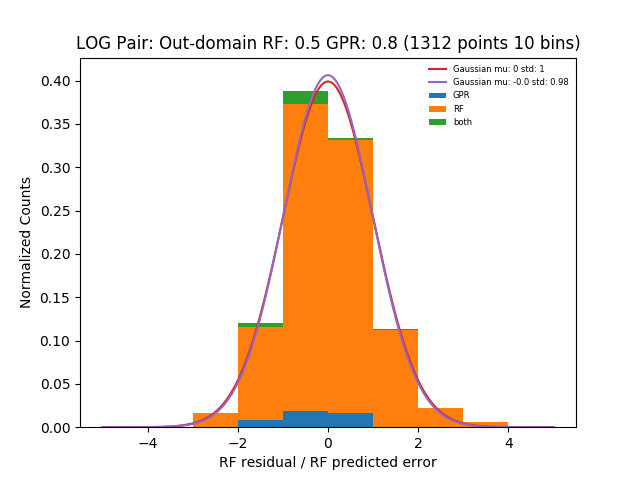 LOG Pair: Out-domain RF: 0.5 GPR: 0.8 (1312 points 10 bins)
Gaussian mu: 0 std: 1
Gaussian mu: -0.0 std: 0.98
GPR
RF
both
Normalized Counts
0.40
0.35
0.30
0.25
0.20
0.15
0.10
0.05
0.00
−4 −2 0 2 4
RF residual / RF predicted error